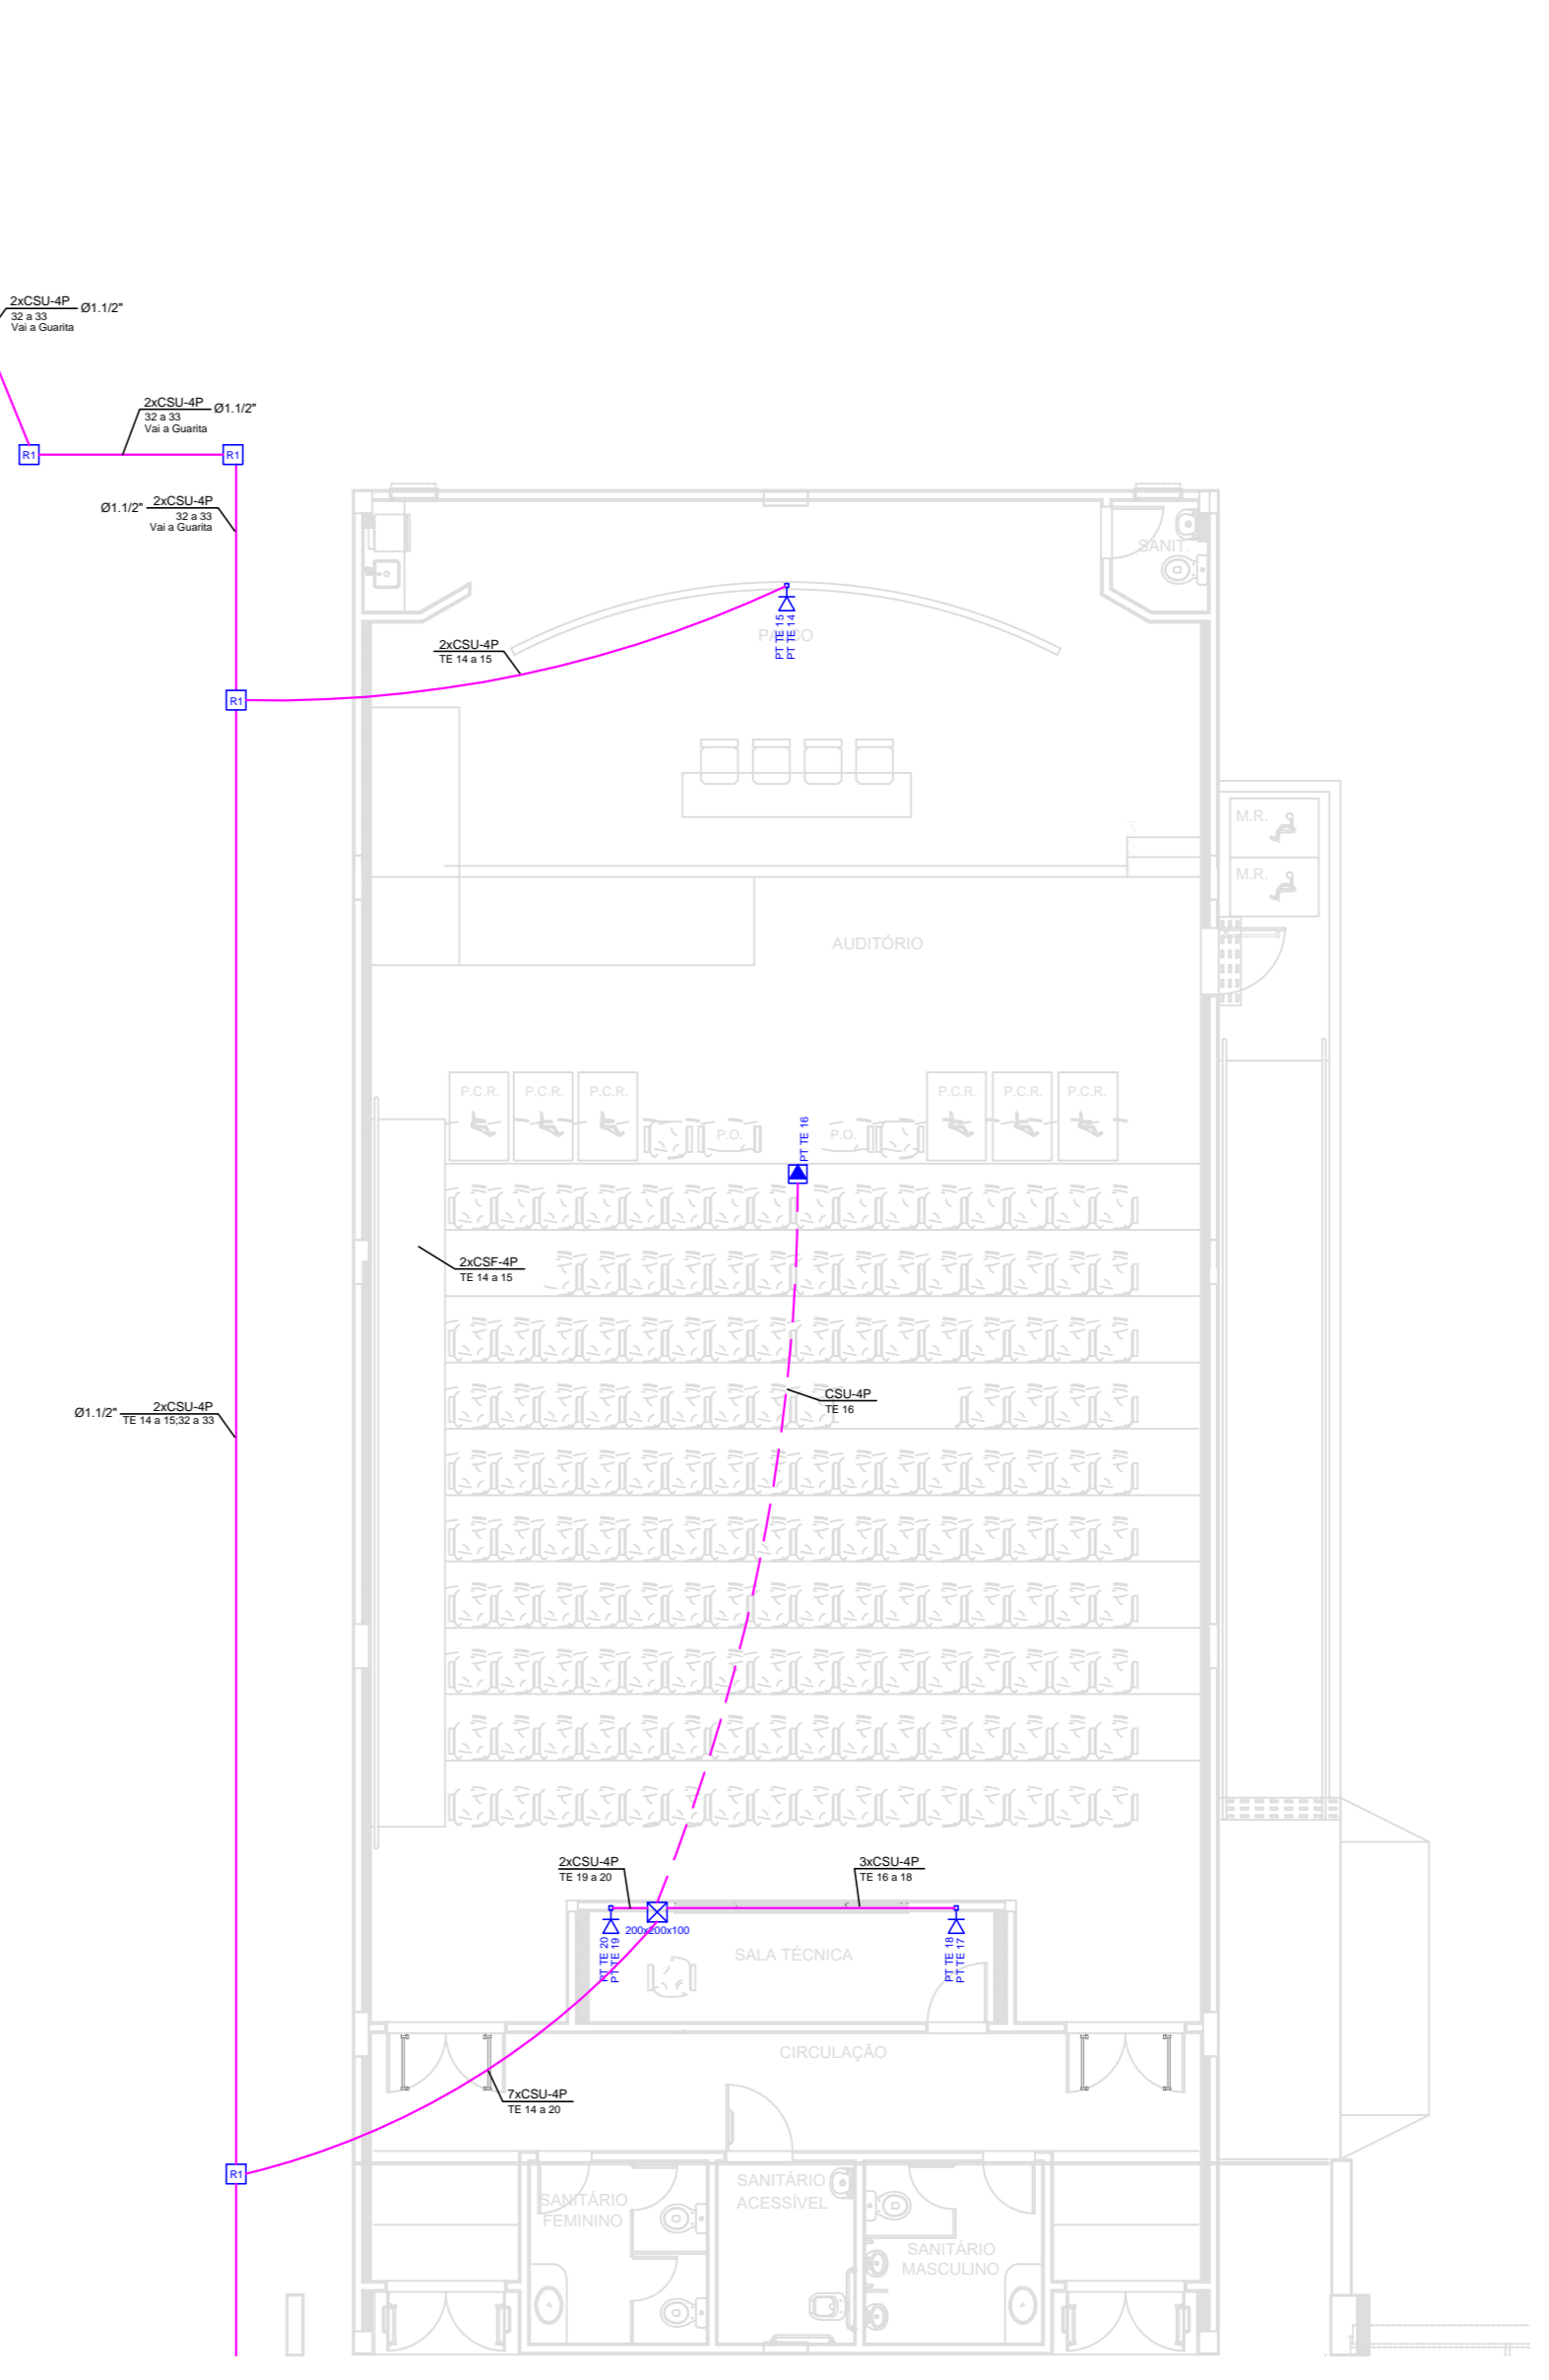 2xCSU-4P Ø1.1/2"
32 a 33
Vai a Guarita
2xCSU-4P Ø1.1/2"
32 a 33
Vai a Guarita
R1
R1
Ø1.1/2" 2xCSU-4P
32 a 33
Vai a Guarita
SANIT.
PT TE 15
PT TE 14
PALCO
2xCSU-4P
TE 14 a 15
R1
M.R.
M.R.
AUDITÓRIO
P.C.R.
P.C.R.
P.C.R.
P.O.
P.O.
P.C.R.
P.C.R.
P.C.R.
PT TE 16
2xCSF-4P
TE 14 a 15
CSU-4P
TE 16
Ø1.1/2" 2xCSU-4P
TE 14 a 15;32 a 33
2xCSU-4P
TE 19 a 20
3xCSU-4P
TE 16 a 18
200x200x100
PT TE 20
PT TE 19
SALA TÉCNICA
PT TE 18
PT TE 17
CIRCULAÇÃO
7xCSU-4P
TE 14 a 20
R1
SANITÁRIO
FEMININO
SANITÁRIO
ACESSÍVEL
SANITÁRIO
MASCULINO